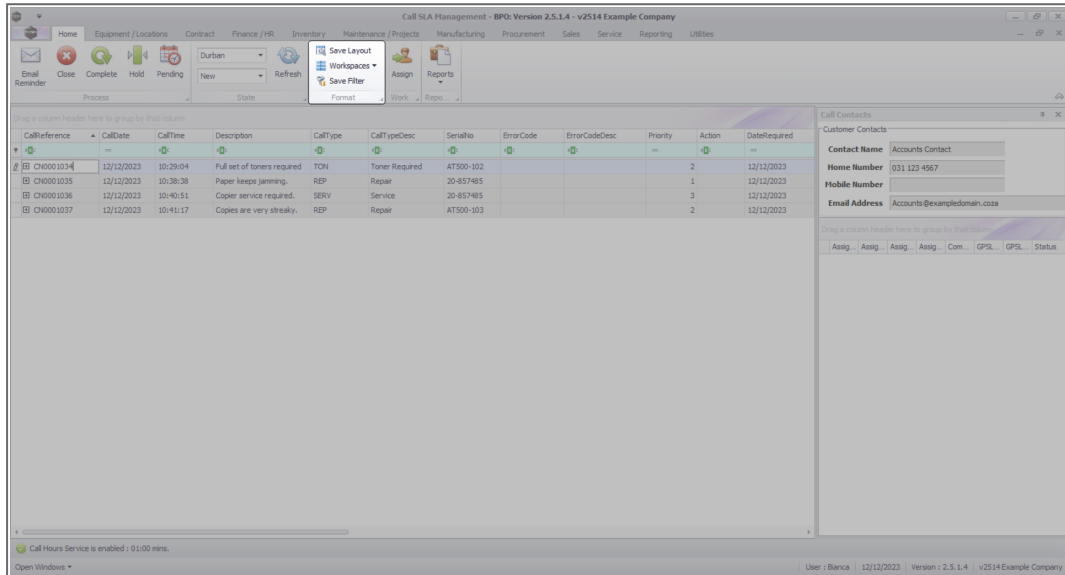 Call SLA Management - BPO: Version 2.5.1.4 - v2514 Example Company
Home Equipment / Locations Contract Finance / HR Inventory Maintenance / Projects Manufacturing Procurement Sales Service Reporting Utilities
Email Reminder Close Complete Hold Pending
Process
Durban
New
Refresh
State
Save Layout
Workspaces
Save Filter
Format
Assign
Work
Reports
Repo...
Drag a column header here to group by that column
CallReference CallDate CallTime Description CallType CallTypeDesc SerialNo ErrorCode ErrorCodeDesc Priority Action DateRequired
CN0001034 12/12/2023 10:29:04 Full set of toners required TON Toner Required AT500-102 2 12/12/2023
CN0001035 12/12/2023 10:38:38 Paper keeps jamming. REP Repair 20-857485 1 12/12/2023
CN0001036 12/12/2023 10:40:51 Copier service required. SERV Service 20-857485 3 12/12/2023
CN0001037 12/12/2023 10:41:17 Copies are very streaky. REP Repair AT500-103 2 12/12/2023
Call Contacts
Customer Contacts
Contact Name Accounts Contact
Home Number 031 123 4567
Mobile Number
Email Address Accounts@exampledomain.coza
Drag a column header here to group by that column
Assig... Assig... Assig... Assig... Com... GPSL... GPSL... Status
Call Hours Service is enabled : 01:00 mins.
Open Windows
User : Bianca 12/12/2023 Version : 2.5.1.4 v2514 Example Company